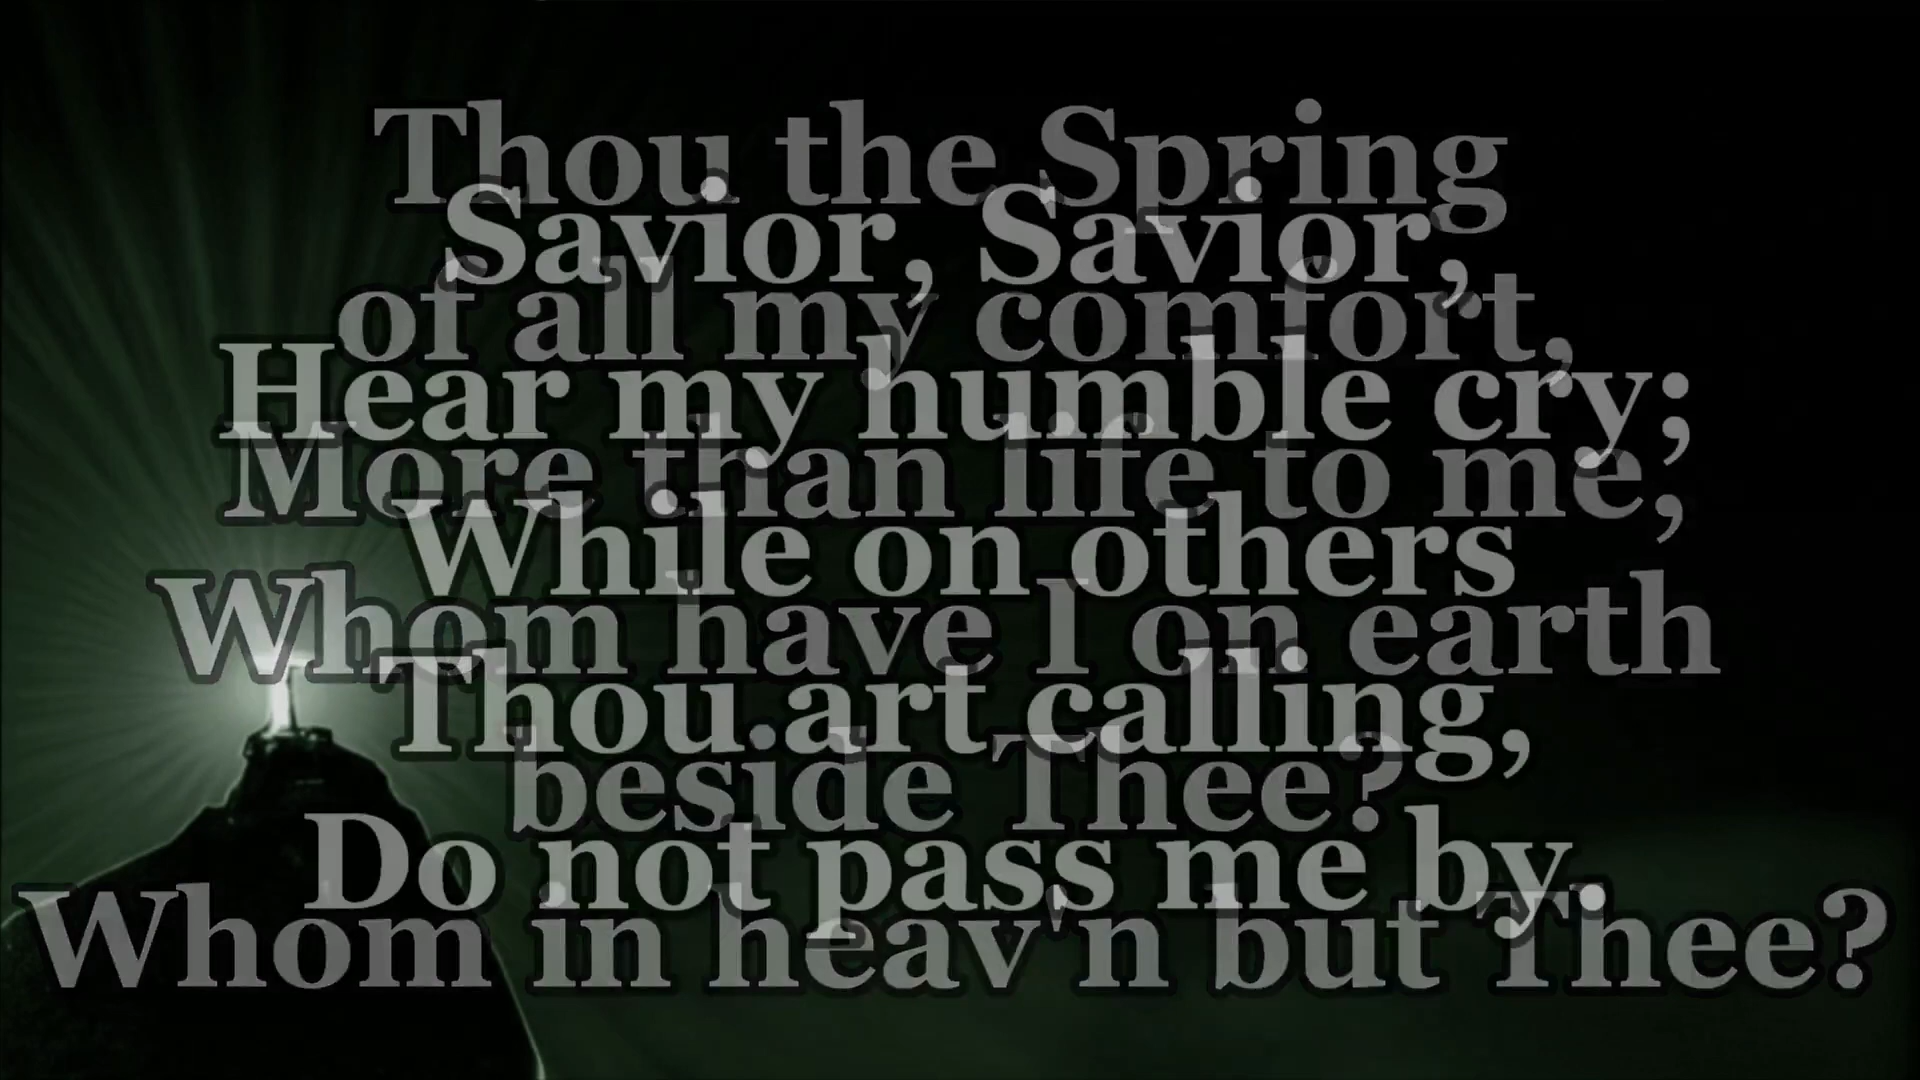 Thou the Spring
Savior, Savior,
of all my comfort,
Hear my humble cry;
More than life to me,
While on others
Whom have I on earth
Thou art calling,
beside Thee?
Do not pass me by.
Whom in heav'n but Thee?